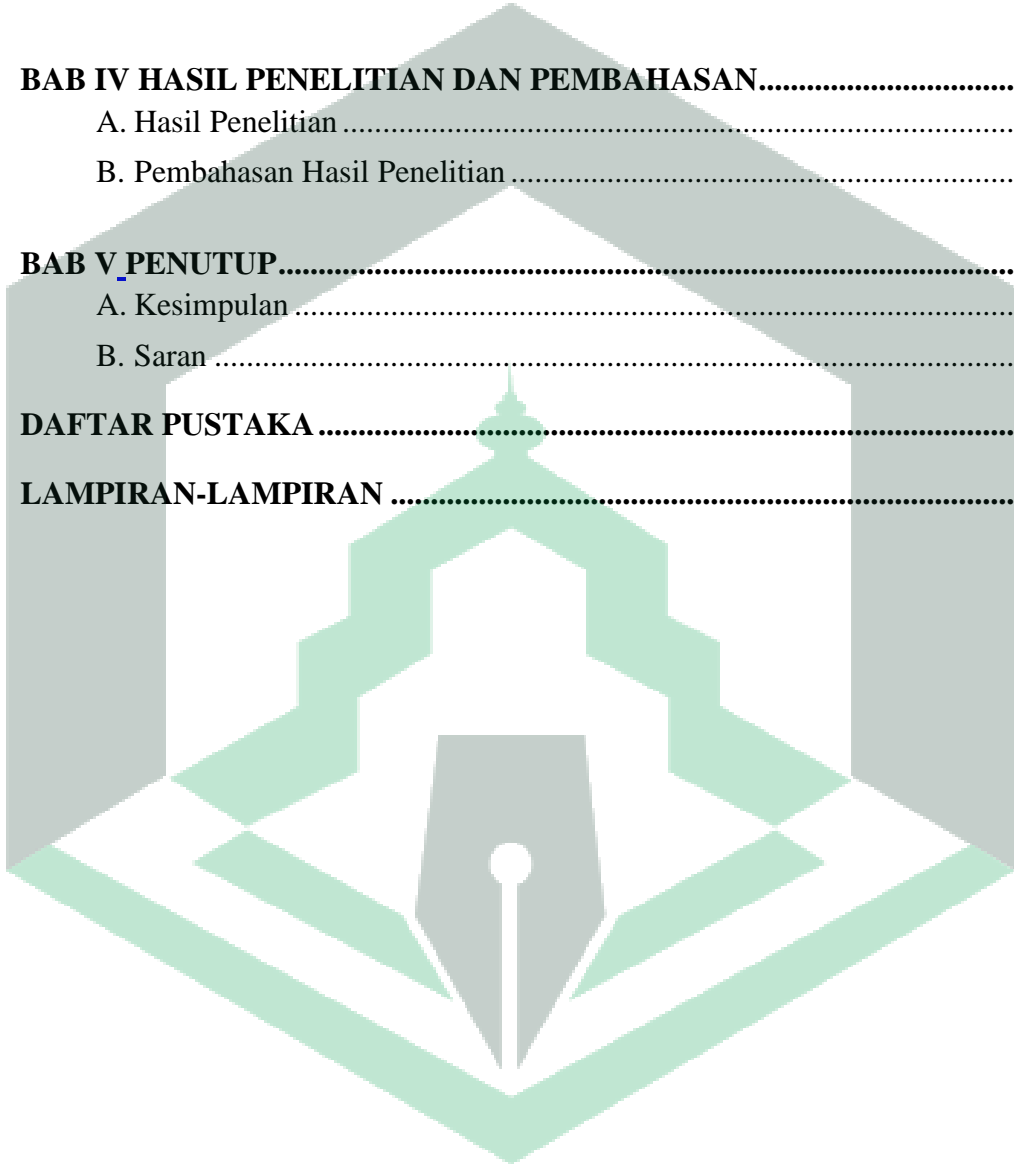 BAB IV HASIL PENELITIAN DAN PEMBAHASAN................................
A. Hasil Penelitian....................................................................................
B. Pembahasan Hasil Penelitian...............................................................
BAB V PENUTUP.........................................................................................
A. Kesimpulan..........................................................................................
B. Saran....................................................................................................
DAFTAR PUSTAKA....................................................................................
LAMPIRAN-LAMPIRAN............................................................................